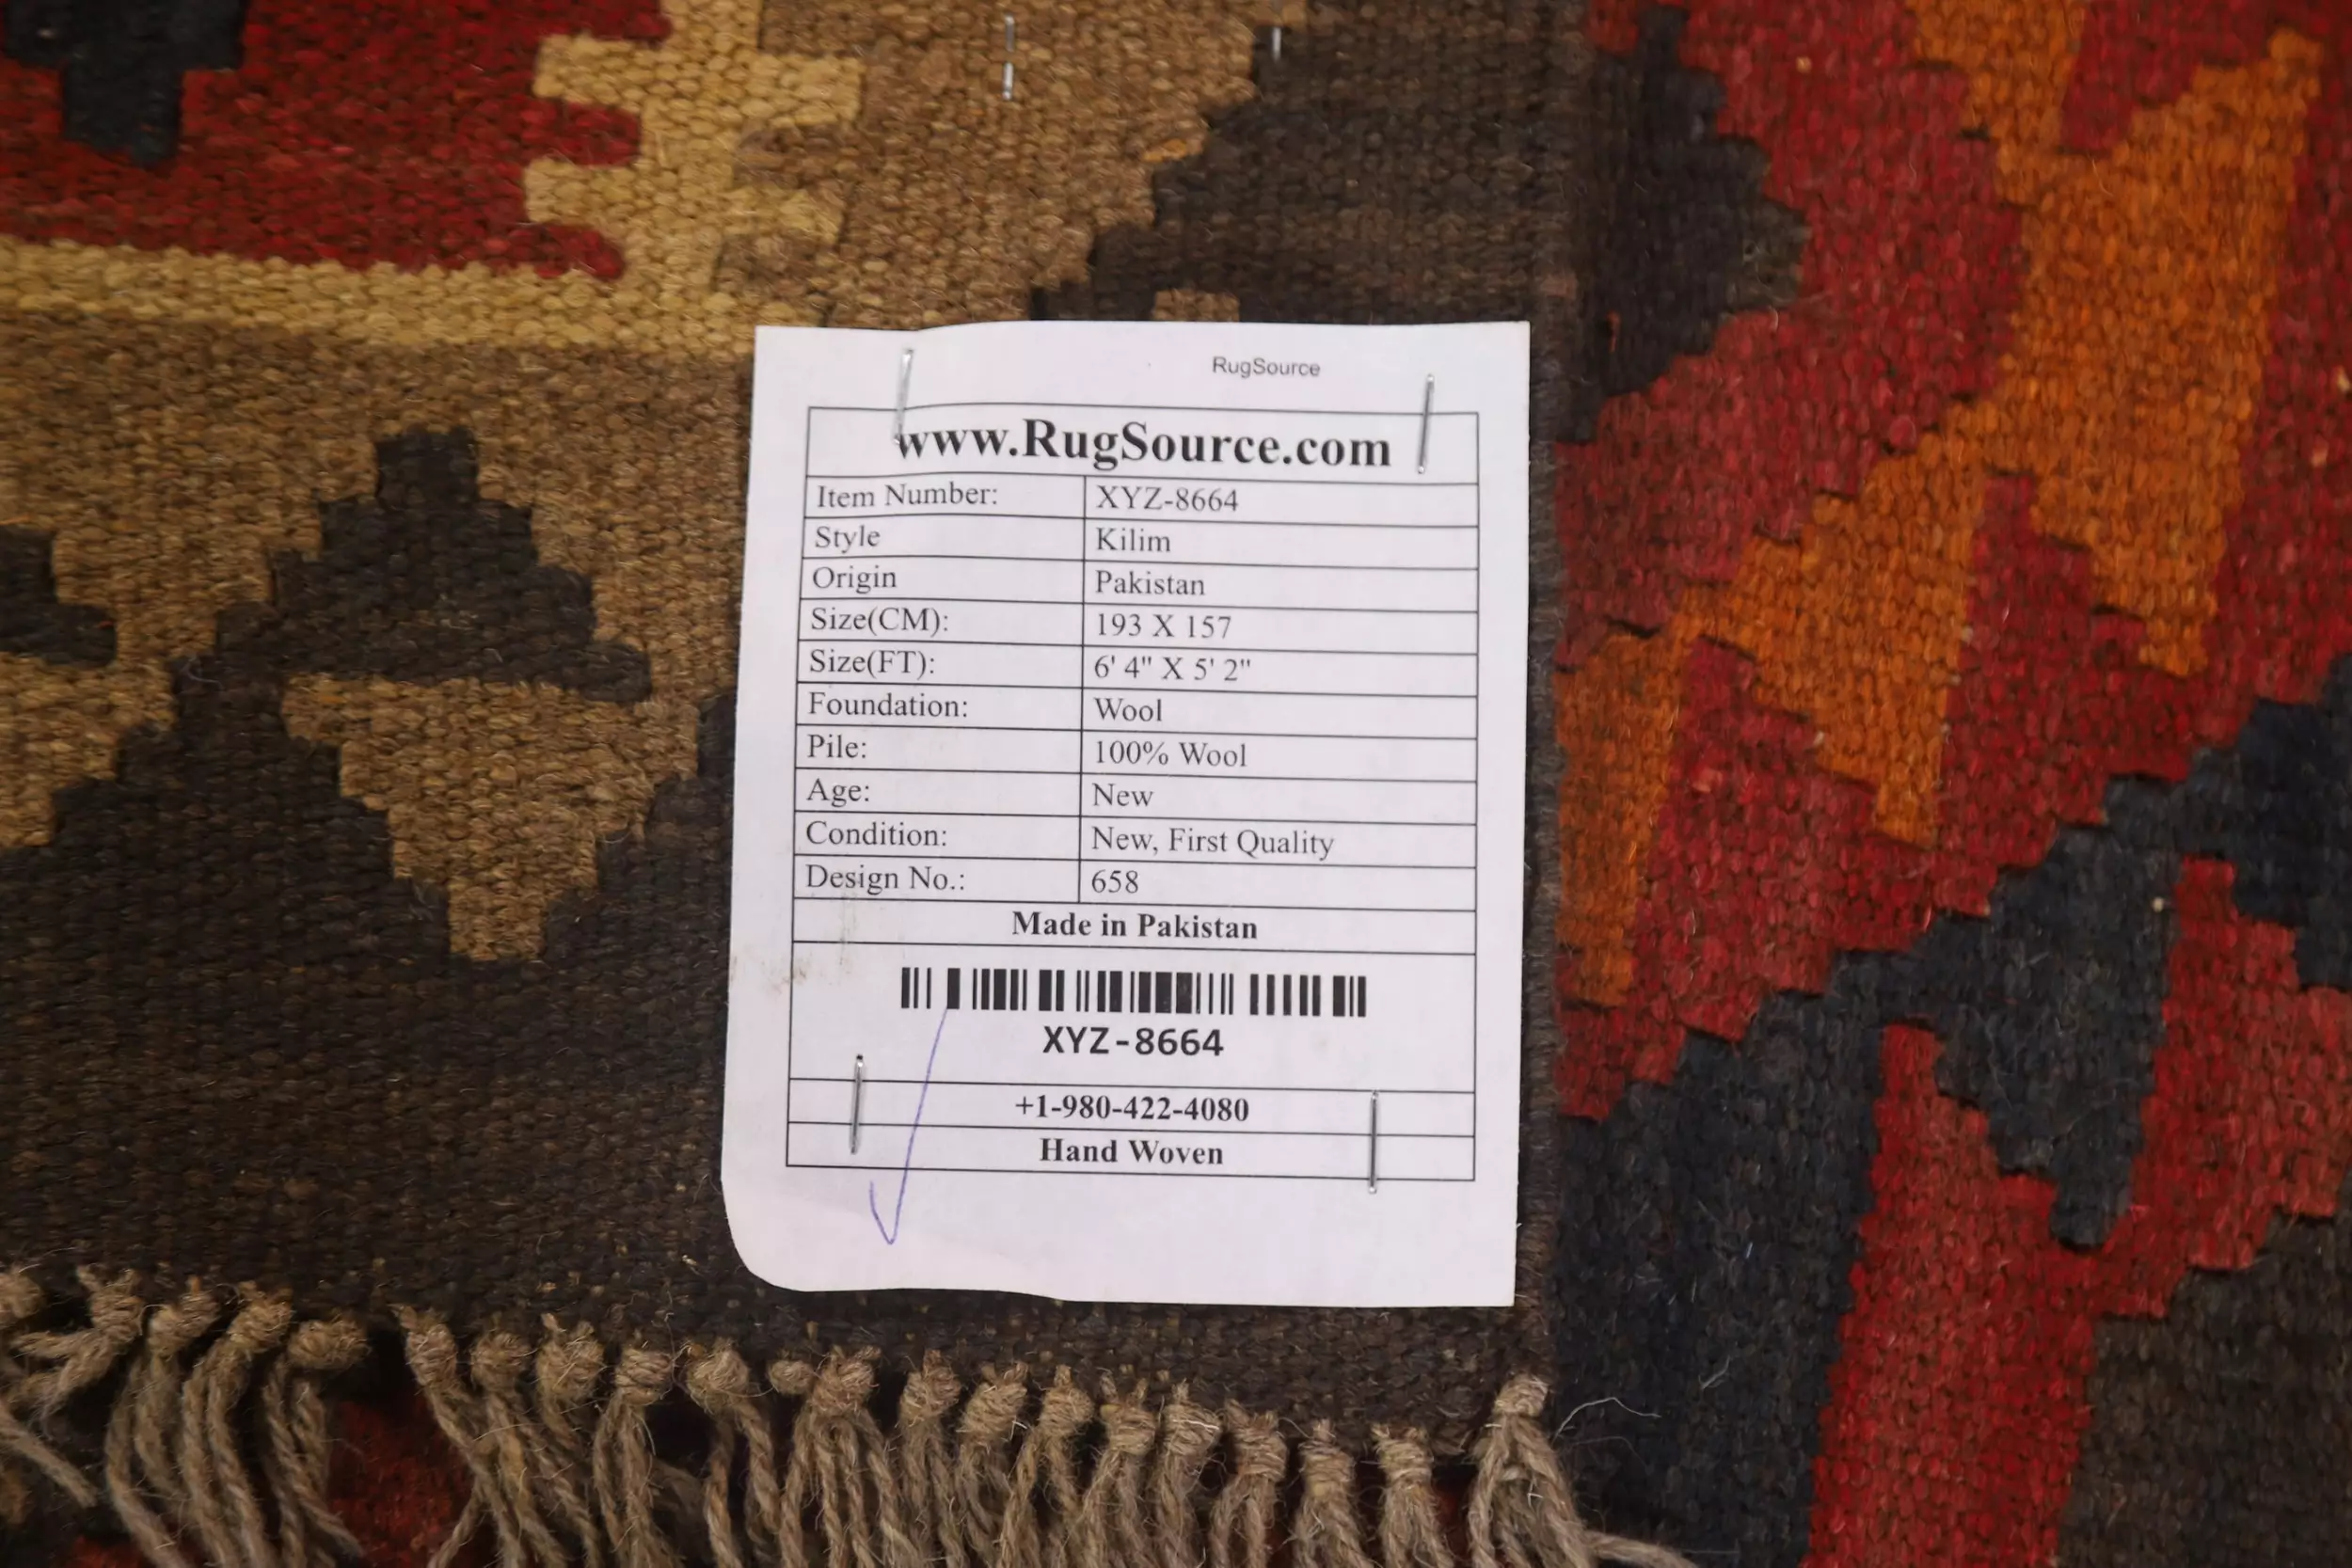 RugSource
www.RugSource.com
Item Number: XYZ-8664
Style Kilim
Origin Pakistan
Size(CM): 193 X 157
Size(FT): 6' 4" X 5' 2"
Foundation: Wool
Pile: 100% Wool
Age: New
Condition: New, First Quality
Design No.: 658
Made in Pakistan
XYZ-8664
+1-980-422-4080
Hand Woven